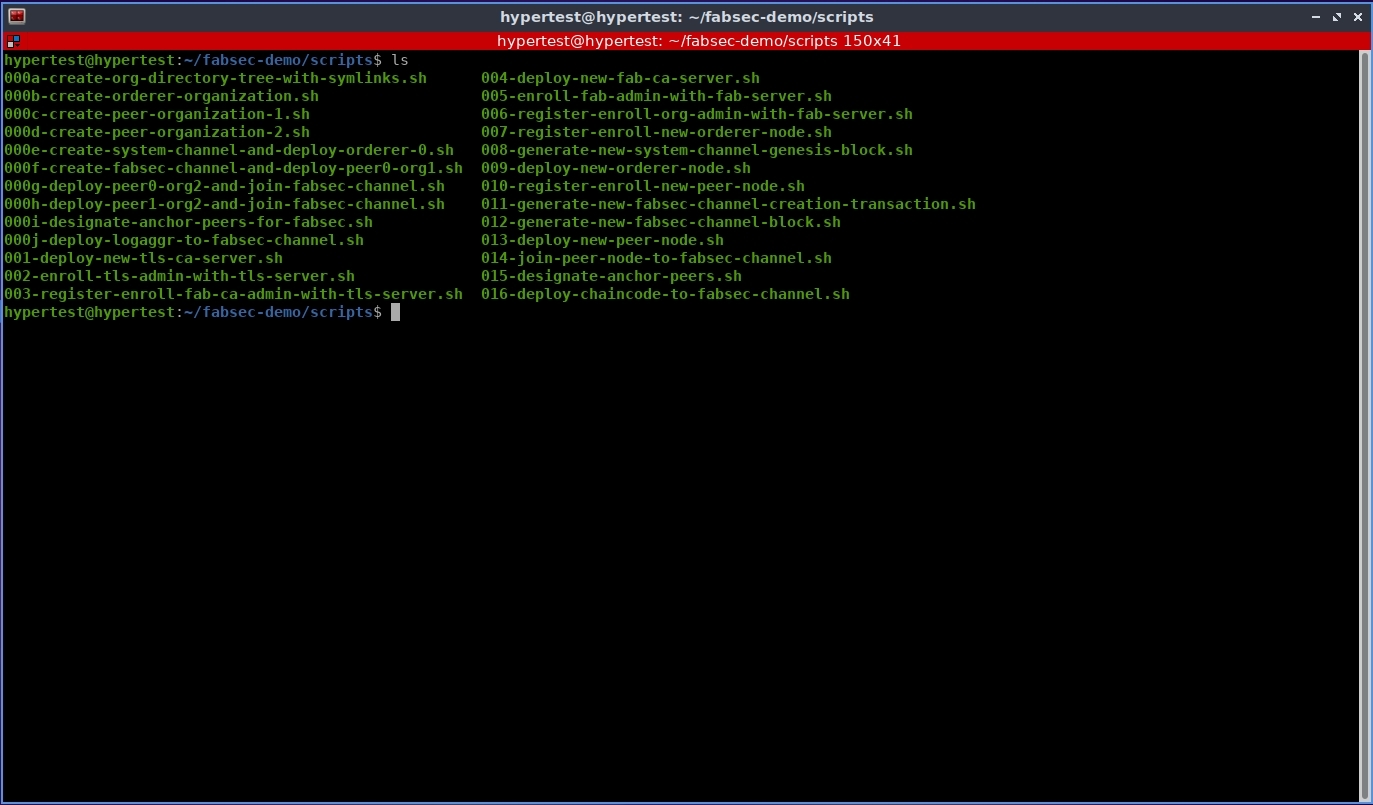 hypertest@hypertest: ~/fabsec-demo/scripts
hypertest@hypertest: ~/fabsec-demo/scripts 150x41
hypertest@hypertest:~/fabsec-demo/scripts$ ls
000a-create-org-directory-tree-with-symlinks.sh 004-deploy-new-fab-ca-server.sh
000b-create-orderer-organization.sh 005-enroll-fab-admin-with-fab-server.sh
000c-create-peer-organization-1.sh 006-register-enroll-org-admin-with-fab-server.sh
000d-create-peer-organization-2.sh 007-register-enroll-new-orderer-node.sh
000e-create-system-channel-and-deploy-orderer-0.sh 008-generate-new-system-channel-genesis-block.sh
000f-create-fabsec-channel-and-deploy-peer0-org1.sh 009-deploy-new-orderer-node.sh
000g-deploy-peer0-org2-and-join-fabsec-channel.sh 010-register-enroll-new-peer-node.sh
000h-deploy-peer1-org2-and-join-fabsec-channel.sh 011-generate-new-fabsec-channel-creation-transaction.sh
000i-designate-anchor-peers-for-fabsec.sh 012-generate-new-fabsec-channel-block.sh
000j-deploy-logaggr-to-fabsec-channel.sh 013-deploy-new-peer-node.sh
001-deploy-new-tls-ca-server.sh 014-join-peer-node-to-fabsec-channel.sh
002-enroll-tls-admin-with-tls-server.sh 015-designate-anchor-peers.sh
003-register-enroll-fab-ca-admin-with-tls-server.sh 016-deploy-chaincode-to-fabsec-channel.sh
hypertest@hypertest:~/fabsec-demo/scripts$